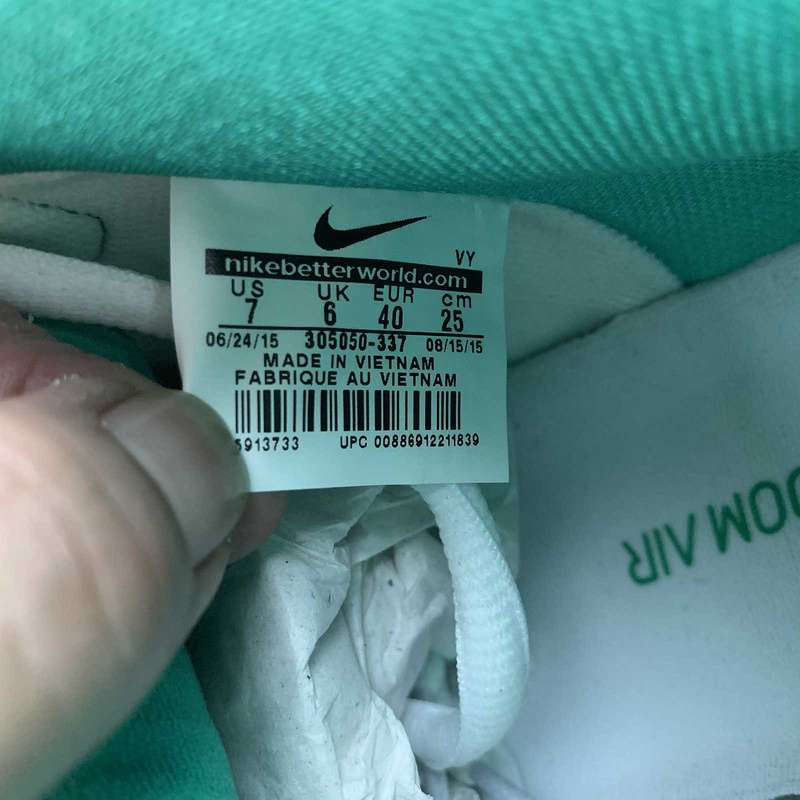 VY
nikebetterworld.com
US UK EUR cm
7 6 40 25
06/24/15 305050-337 08/15/15
MADE IN VIETNAM
FABRIQUE AU VIETNAM
5913733 UPC 00886912211839
OOM AIR